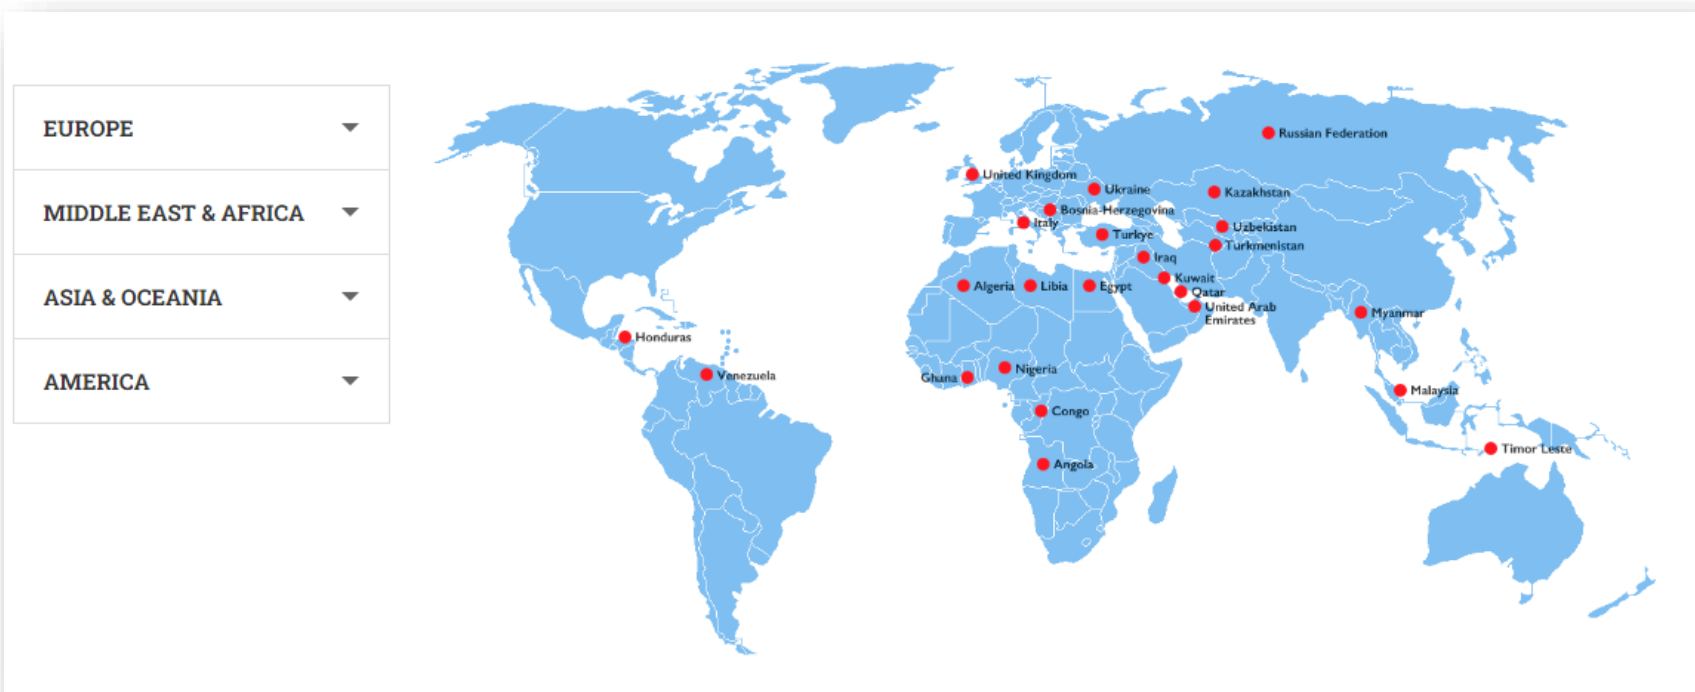 EUROPE
MIDDLE EAST & AFRICA
ASIA & OCEANIA
AMERICA
Russian Federation
United Kingdom
Ukraine
Kazakhstan
Bosnia-Herzegovina
Italy
Uzbekistan
Turkye
Turkmenistan
Iraq
Kuwait
Algeria
Libia
Egypt
Qatar
United Arab
Emirates
Myanmar
Honduras
Nigeria
Venezuela
Ghana
Malaysia
Congo
Timor Leste
Angola